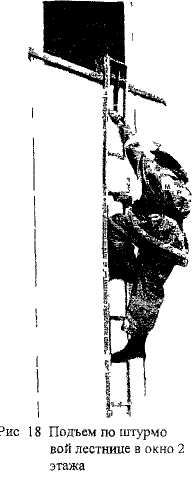 Рис 18 Подъем по штурмо
вой лестнице в окно 2
этажа